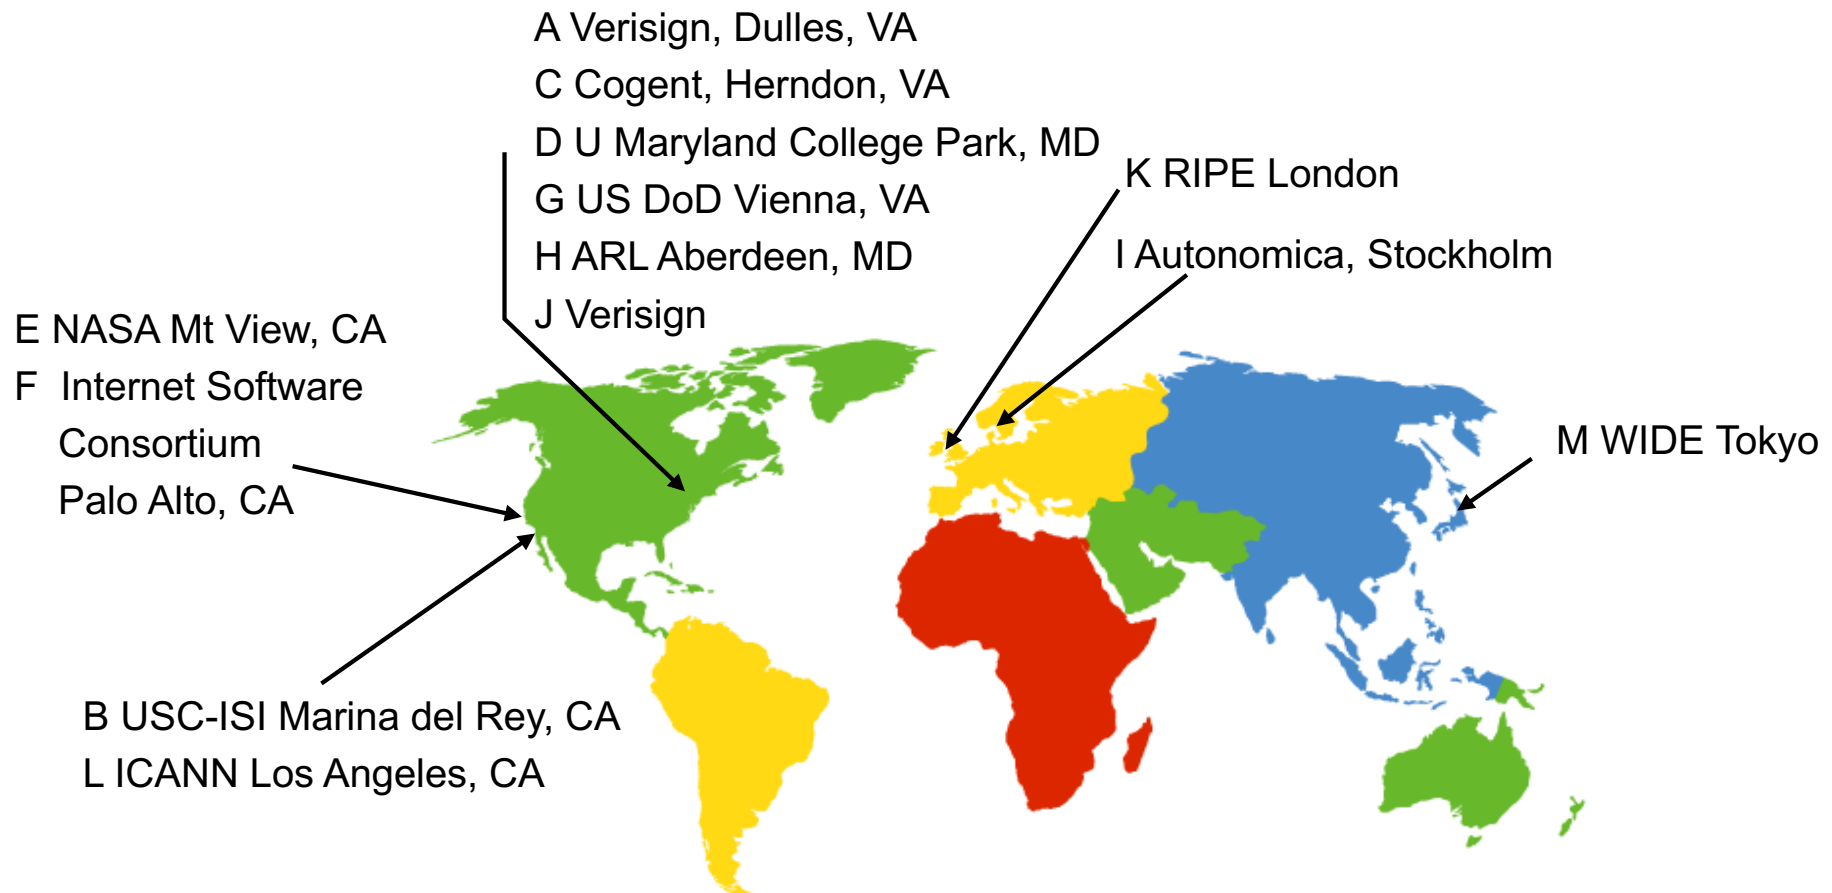 A Verisign, Dulles, VA
C Cogent, Herndon, VA
D U Maryland College Park, MD
G US DoD Vienna, VA
H ARL Aberdeen, MD
J Verisign
K RIPE London
I Autonomica, Stockholm
E NASA Mt View, CA
F Internet Software
Consortium
Palo Alto, CA
M WIDE Tokyo
B USC-ISI Marina del Rey, CA
L ICANN Los Angeles, CA